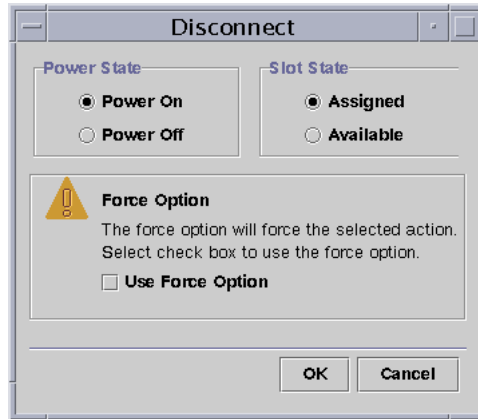 Disconnect
Power State
Power On
Power Off
Slot State
Assigned
Available
Force Option
The force option will force the selected action.
Select check box to use the force option.
Use Force Option
OK
Cancel